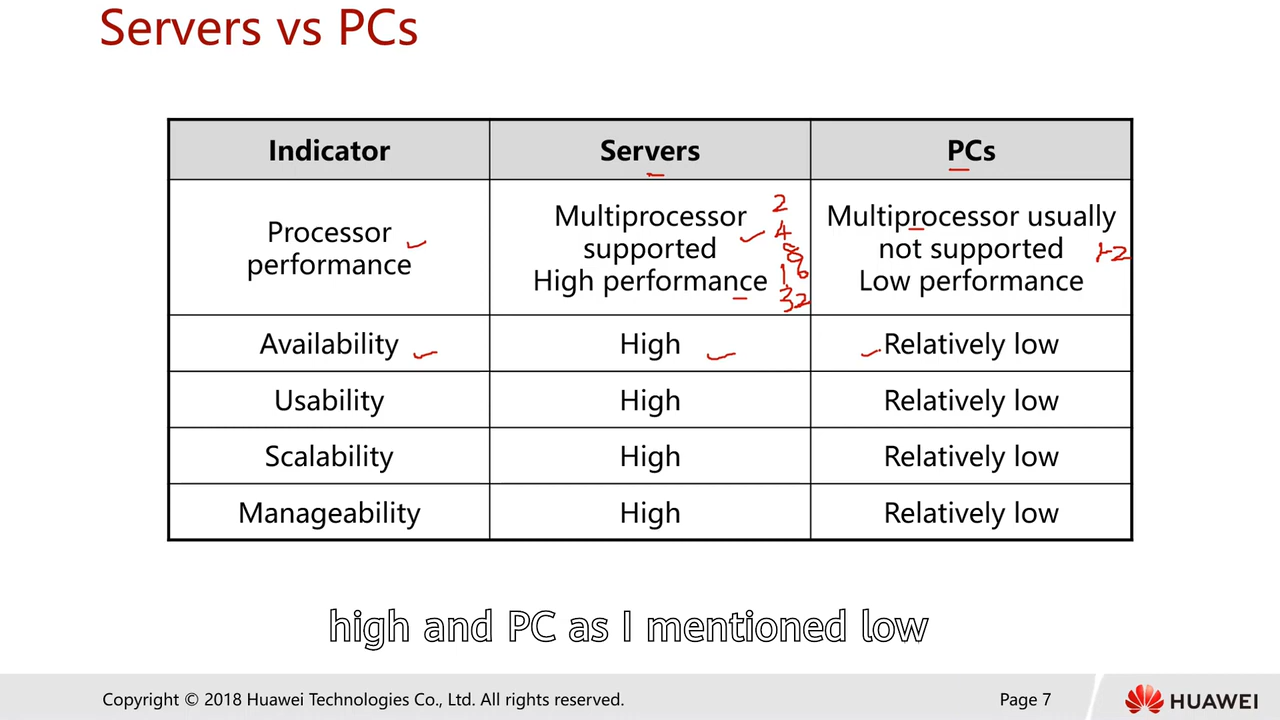 Servers vs PCs
Indicator
Servers
PCs
Processor
performance
Multiprocessor
supported
High performance
2
4
8
16
32
Multiprocessor usually
not supported
Low performance
1-2
Availability
High
Relatively low
Usability
High
Relatively low
Scalability
High
Relatively low
Manageability
High
Relatively low
high and PC as I mentioned low
Copyright © 2018 Huawei Technologies Co., Ltd. All rights reserved.
Page 7
HUAWEI